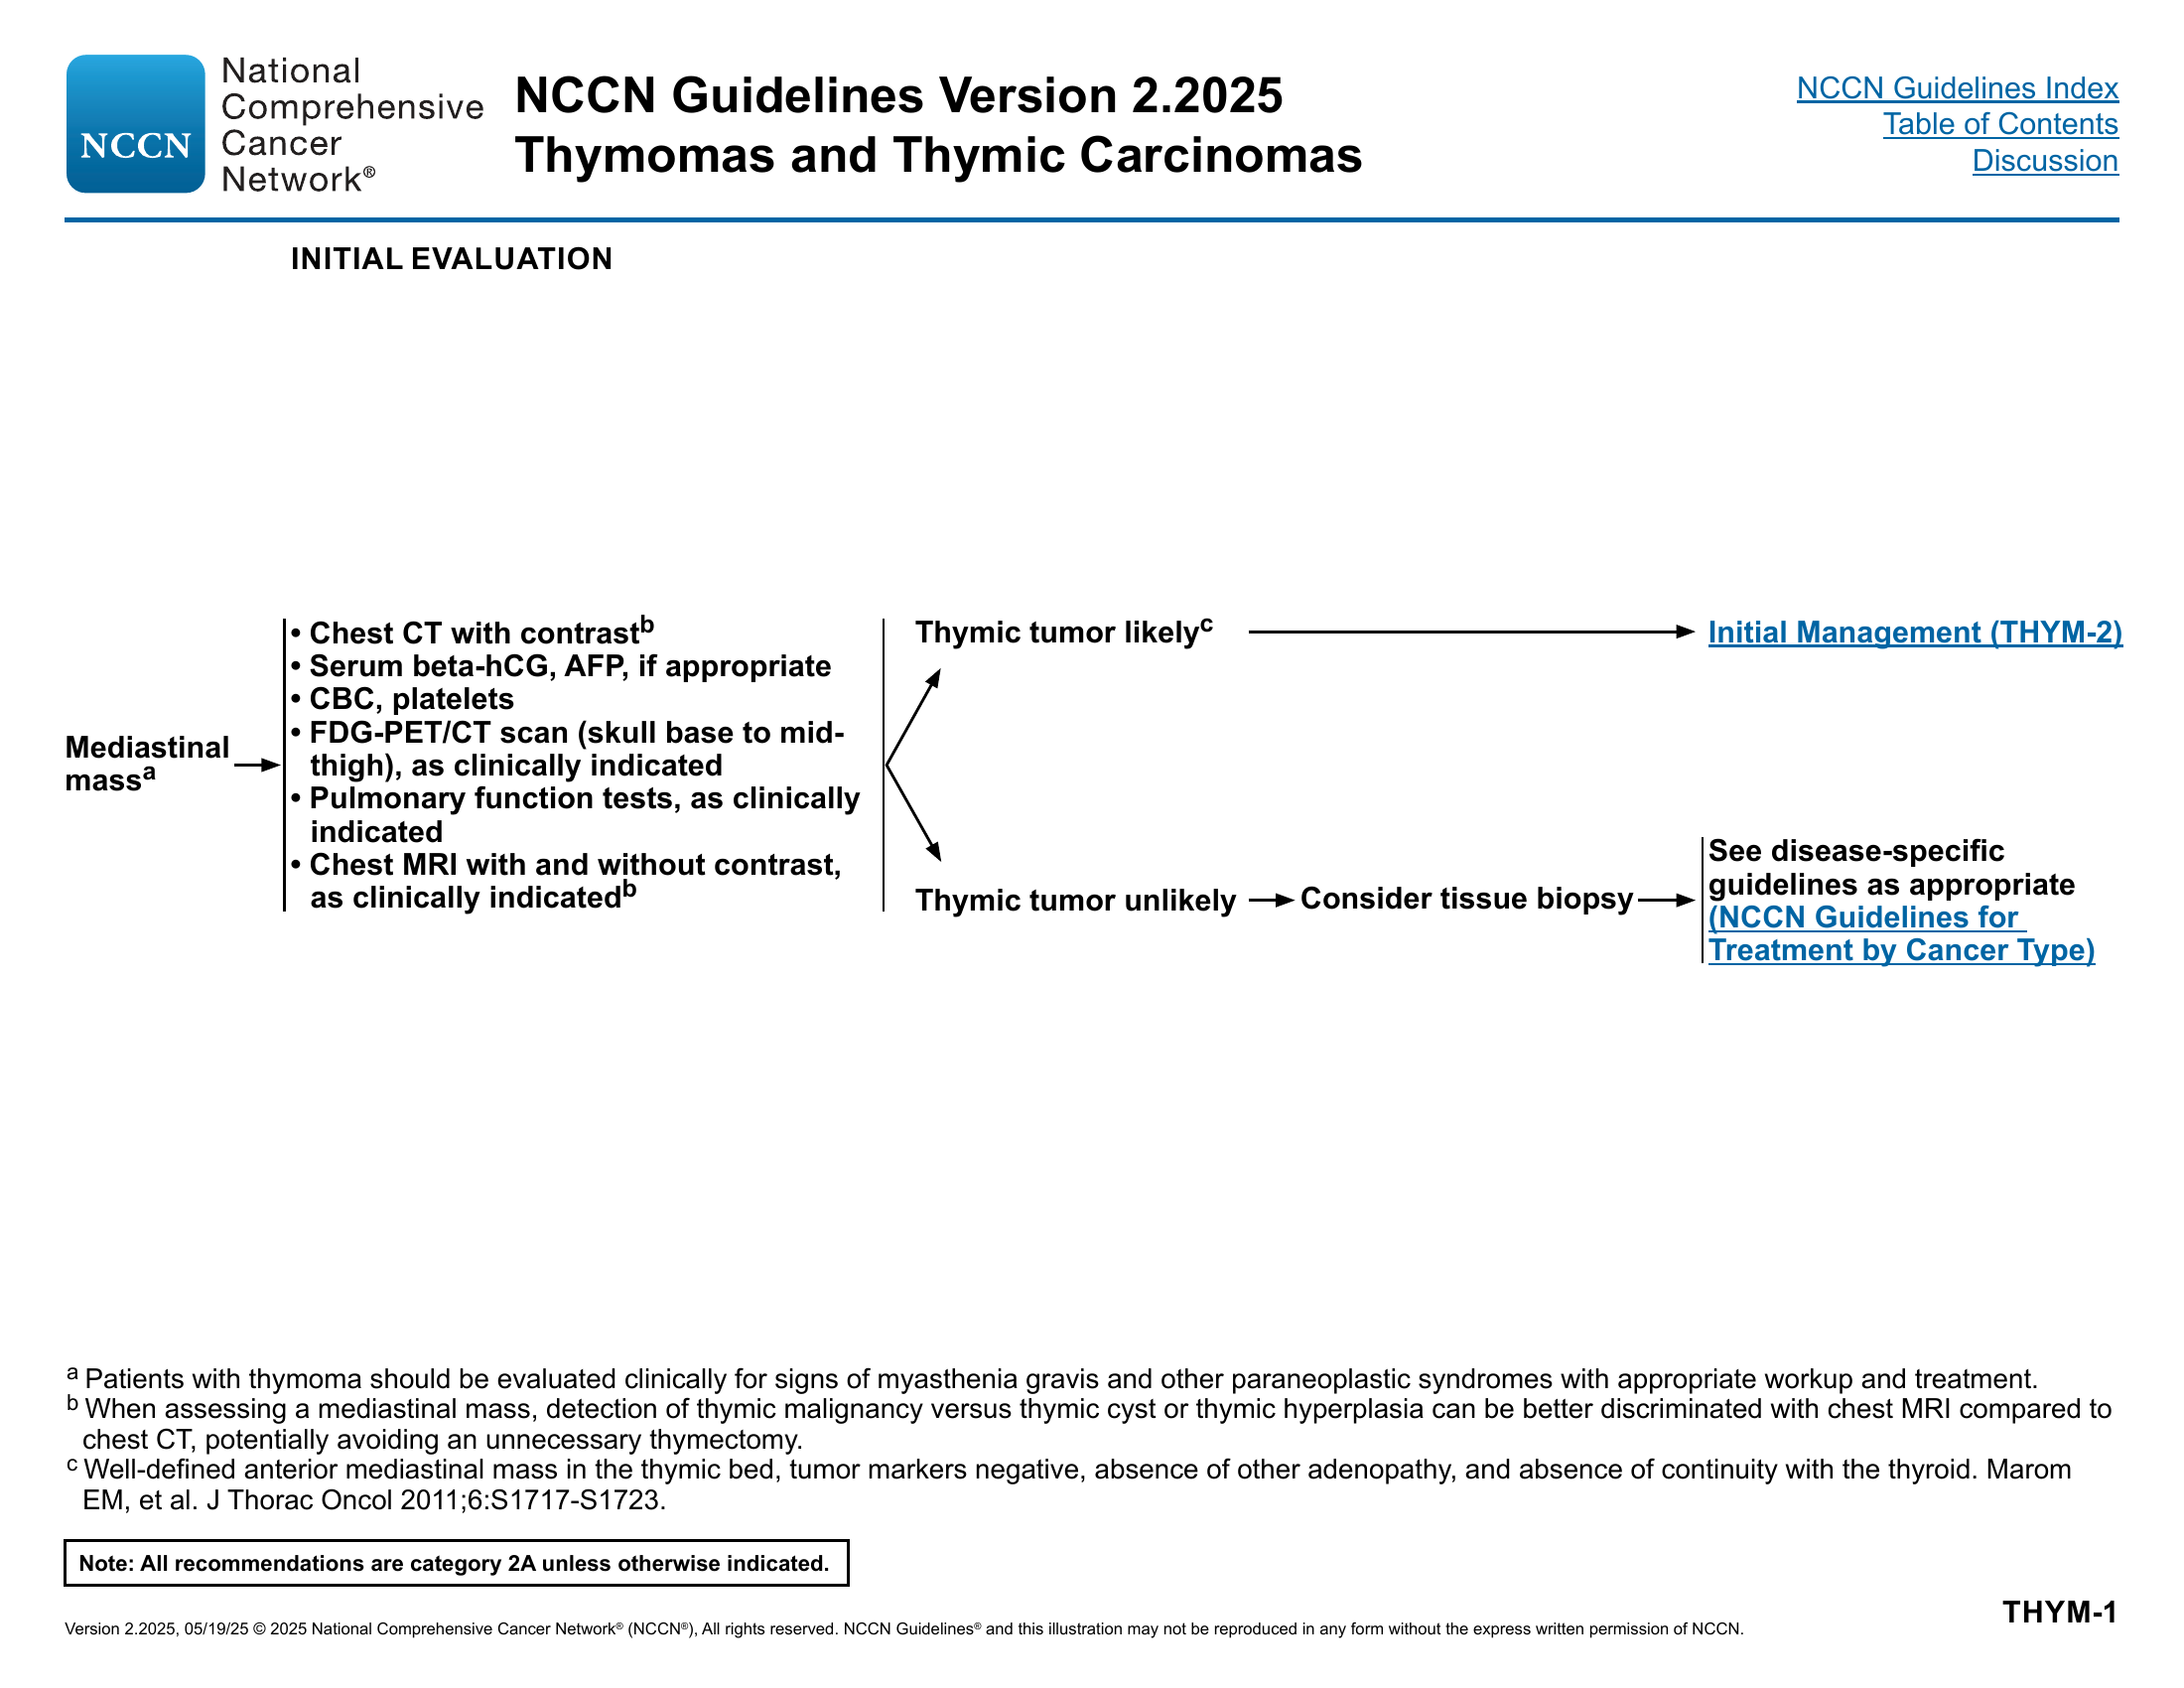 NCCN
National
Comprehensive
Cancer
Network®
NCCN Guidelines Version 2.2025
Thymomas and Thymic Carcinomas
NCCN Guidelines Index
Table of Contents
Discussion
INITIAL EVALUATION
Mediastinal
massa
• Chest CT with contrastb
• Serum beta-hCG, AFP, if appropriate
• CBC, platelets
• FDG-PET/CT scan (skull base to mid-
thigh), as clinically indicated
• Pulmonary function tests, as clinically
indicated
• Chest MRI with and without contrast,
as clinically indicatedb
Thymic tumor likelyc
Initial Management (THYM-2)
Thymic tumor unlikely
Consider tissue biopsy
See disease-specific
guidelines as appropriate
(NCCN Guidelines for
Treatment by Cancer Type)
a Patients with thymoma should be evaluated clinically for signs of myasthenia gravis and other paraneoplastic syndromes with appropriate workup and treatment.
b When assessing a mediastinal mass, detection of thymic malignancy versus thymic cyst or thymic hyperplasia can be better discriminated with chest MRI compared to
chest CT, potentially avoiding an unnecessary thymectomy.
c Well-defined anterior mediastinal mass in the thymic bed, tumor markers negative, absence of other adenopathy, and absence of continuity with the thyroid. Marom
EM, et al. J Thorac Oncol 2011;6:S1717-S1723.
Note: All recommendations are category 2A unless otherwise indicated.
THYM-1
Version 2.2025, 05/19/25 © 2025 National Comprehensive Cancer Network® (NCCN®), All rights reserved. NCCN Guidelines® and this illustration may not be reproduced in any form without the express written permission of NCCN.